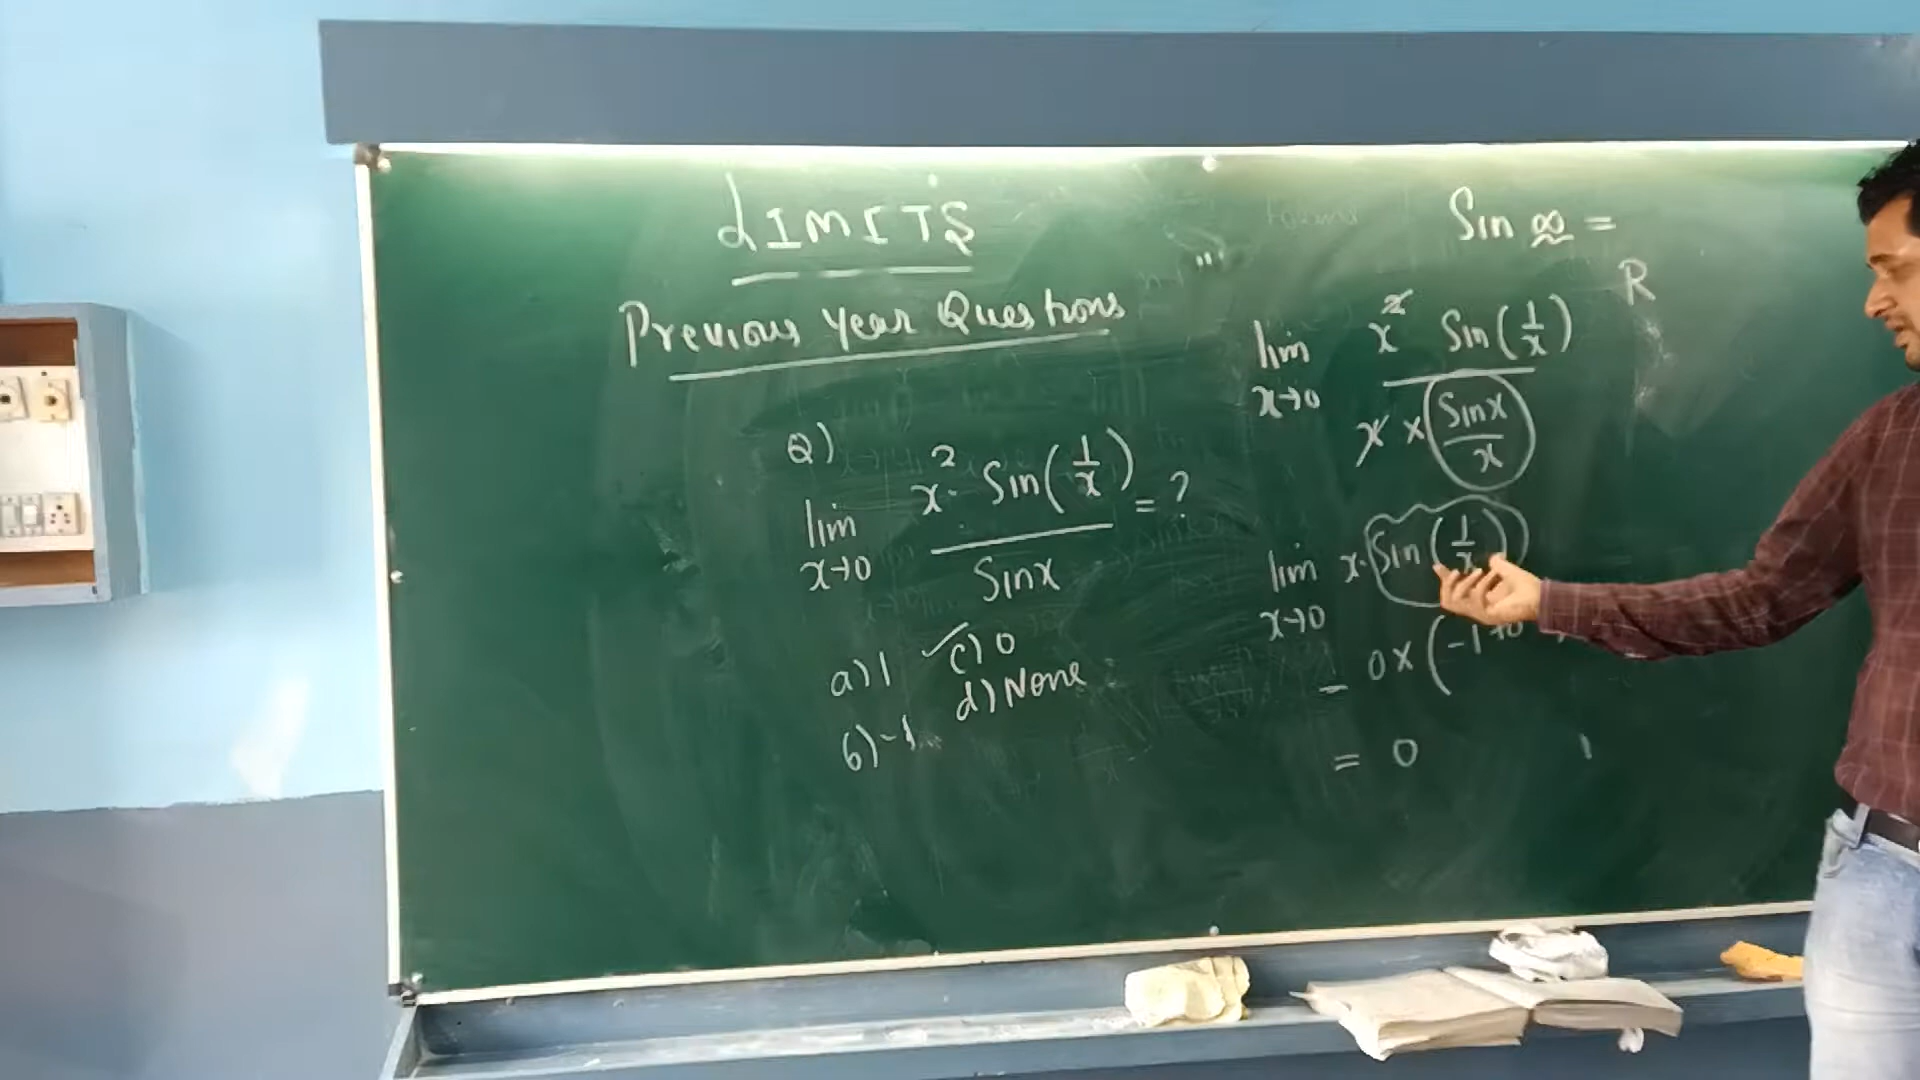 LIMITS
Previous Year Questions
Q)
lim x→0 x². Sin(1/x) / Sinx = ?
a) 1 c) 0
b) -1 d) None
Sin ∞ =
R
lim x→0 x² Sin(1/x) / x × Sinx/x
lim x→0 x. Sin(1/x)
= 0 × (-1 to
= 0